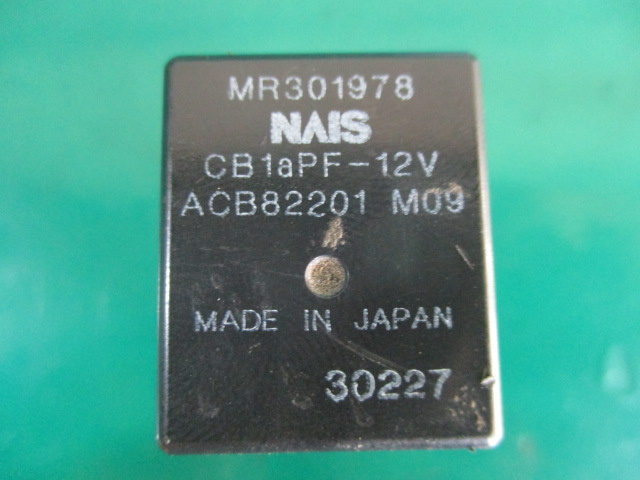 MR301978
NAIS
CB1aPF-12V
ACB82201 M09
MADE IN JAPAN
30227